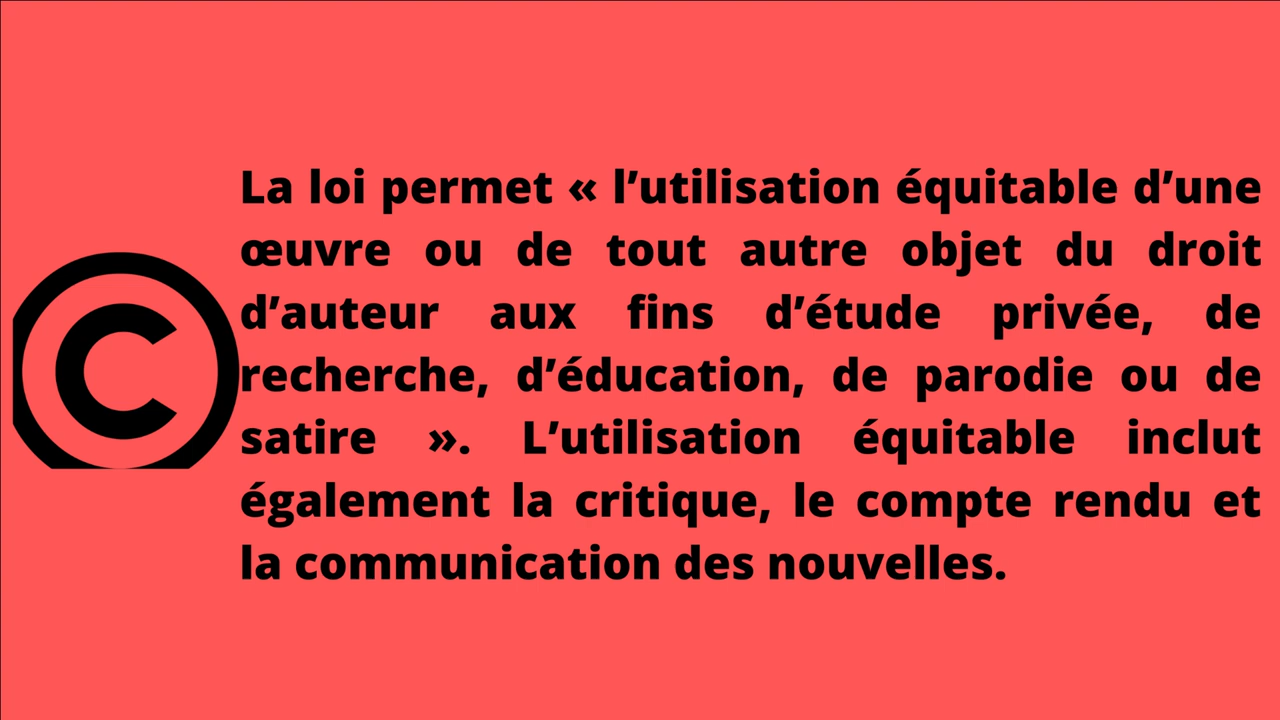 ©
La loi permet « l’utilisation équitable d’une
œuvre ou de tout autre objet du droit
d’auteur aux fins d’étude privée, de
recherche, d’éducation, de parodie ou de
satire ». L’utilisation équitable inclut
également la critique, le compte rendu et
la communication des nouvelles.